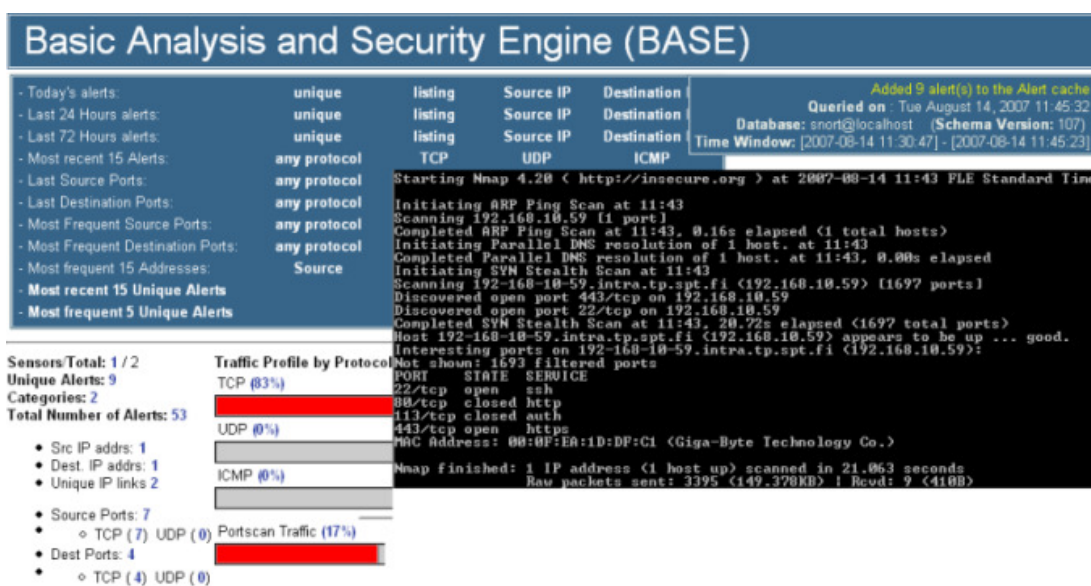 Basic Analysis and Security Engine (BASE)
- Today's alerts: unique listing Source IP Destination
- Last 24 Hours alerts: unique listing Source IP Destination
- Last 72 Hours alerts: unique listing Source IP Destination
- Most recent 15 Alerts: any protocol TCP UDP ICMP
- Last Source Ports: any protocol
- Last Destination Ports: any protocol
- Most Frequent Source Ports: any protocol
- Most Frequent Destination Ports: any protocol
- Most frequent 15 Addresses: Source
- Most recent 15 Unique Alerts
- Most frequent 5 Unique Alerts
Added 9 alert(s) to the Alert cache
Queried on : Tue August 14, 2007 11:45:32
Database: snort@localhost (Schema Version: 107)
Time Window: [2007-08-14 11:30:47] - [2007-08-14 11:45:23]
Starting Nmap 4.20 ( http://insecure.org ) at 2007-08-14 11:43 FLE Standard Time
Initiating ARP Ping Scan at 11:43
Scanning 192.168.10.59 [1 port]
Completed ARP Ping Scan at 11:43, 0.16s elapsed (1 total hosts)
Initiating Parallel DNS resolution of 1 host. at 11:43
Completed Parallel DNS resolution of 1 host. at 11:43, 0.00s elapsed
Initiating SYN Stealth Scan at 11:43
Scanning 192-168-10-59.intra.tp.spt.fi (192.168.10.59) [1697 ports]
Discovered open port 443/tcp on 192.168.10.59
Discovered open port 22/tcp on 192.168.10.59
Completed SYN Stealth Scan at 11:43, 20.72s elapsed (1697 total ports)
Host 192-168-10-59.intra.tp.spt.fi (192.168.10.59) appears to be up ... good.
Interesting ports on 192-168-10-59.intra.tp.spt.fi (192.168.10.59):
Not shown: 1693 filtered ports
PORT STATE SERVICE
22/tcp open ssh
80/tcp closed http
113/tcp closed auth
443/tcp open https
MAC Address: 00:0F:EA:1D:DF:C1 (Giga-Byte Technology Co.)
Nmap finished: 1 IP address (1 host up) scanned in 21.063 seconds
Raw packets sent: 3395 (149.378KB) | Rcvd: 9 (410B)
Sensors/Total: 1 / 2
Unique Alerts: 9
Categories: 2
Total Number of Alerts: 53
Src IP addrs: 1
Dest. IP addrs: 1
Unique IP links 2
Source Ports: 7
TCP ( 7) UDP ( 0)
Dest Ports: 4
TCP ( 4) UDP ( 0)
Traffic Profile by Protocol
TCP (83%)
UDP (0%)
ICMP (0%)
Portscan Traffic (17%)